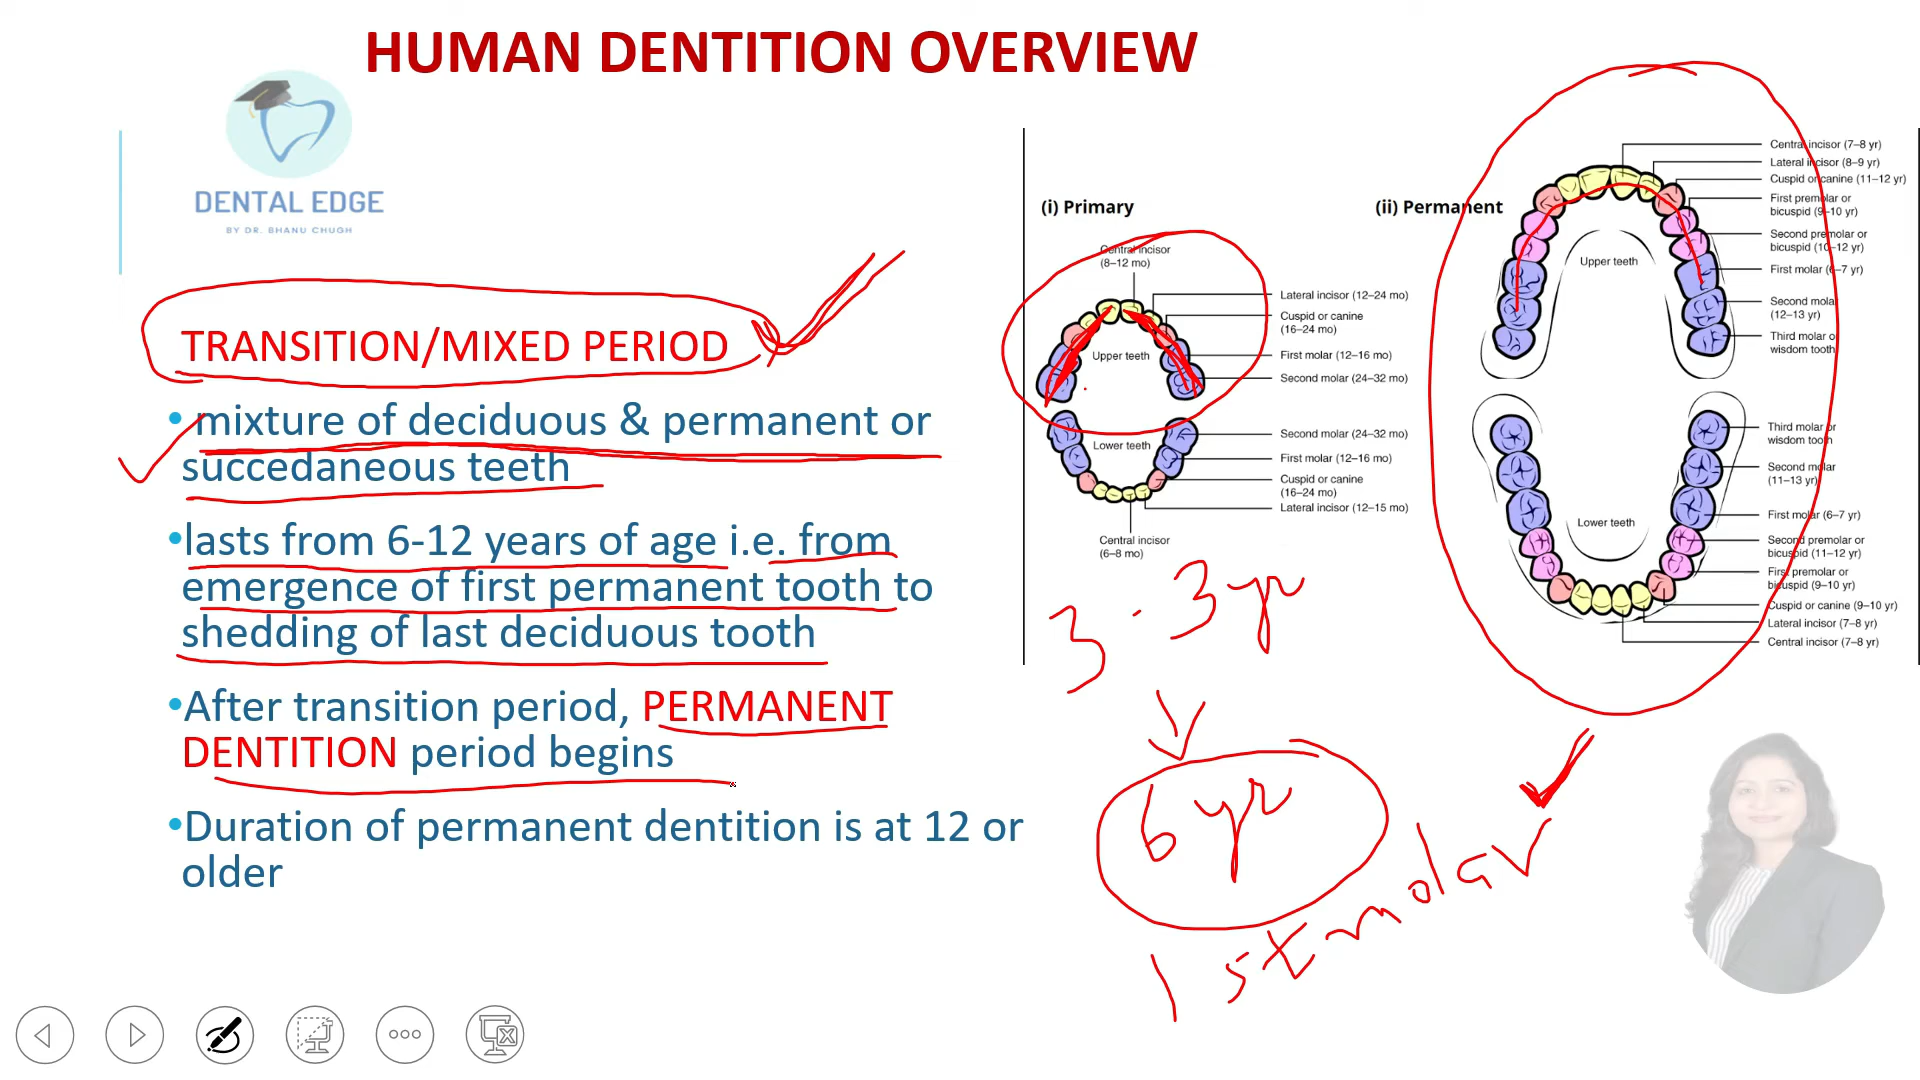 HUMAN DENTITION OVERVIEW
DENTAL EDGE
BY DR. BHANU CHUGH
TRANSITION/MIXED PERIOD
• mixture of deciduous & permanent or
succedaneous teeth
•lasts from 6-12 years of age i.e. from
emergence of first permanent tooth to
shedding of last deciduous tooth
•After transition period, PERMANENT
DENTITION period begins
•Duration of permanent dentition is at 12 or
older
(i) Primary
Central incisor
(8–12 mo)
Lateral incisor (12–24 mo)
Cuspid or canine
(16–24 mo)
Upper teeth
First molar (12–16 mo)
Second molar (24–32 mo)
Lower teeth
Second molar (24–32 mo)
First molar (12–16 mo)
Cuspid or canine
(16–24 mo)
Lateral incisor (12–15 mo)
Central incisor
(6–8 mo)
(ii) Permanent
Central incisor (7–8 yr)
Lateral incisor (8–9 yr)
Cuspid or canine (11–12 yr)
First premolar or
bicuspid (9–10 yr)
Second premolar or
bicuspid (10–12 yr)
Upper teeth
First molar (6–7 yr)
Second molar
(12–13 yr)
Third molar or
wisdom tooth
Third molar or
wisdom tooth
Second molar
(11–13 yr)
First molar (6–7 yr)
Lower teeth
Second premolar or
bicuspid (11–12 yr)
First premolar or
bicuspid (9–10 yr)
Cuspid or canine (9–10 yr)
Lateral incisor (7–8 yr)
Central incisor (7–8 yr)
3 - 3 yr
6 yr
1 st molar